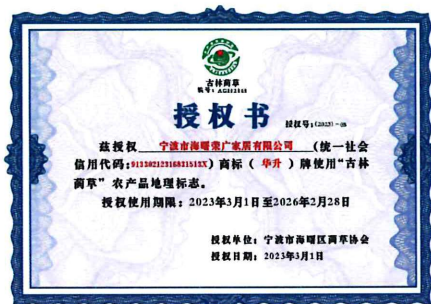 古林蔺草
授权书
授权号:(2023)-08
兹授权 宁波市海曙荣广家居有限公司 (统一社会
信用代码:) 商标( 华升 )牌使用“古林
蔺草”农产品地理标志。
授权使用期限:2023年3月1日至2026年2月28日
授权单位:宁波市海曙区蔺草协会
授权日期:2023年3月1日